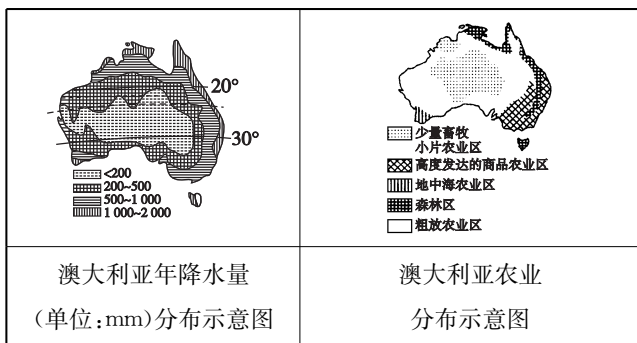 20°
30°
<200
200~500
500~1 000
1 000~2 000
少量畜牧
小片农业区
高度发达的商品农业区
地中海农业区
森林区
粗放农业区
澳大利亚年降水量
(单位:mm)分布示意图
澳大利亚农业
分布示意图